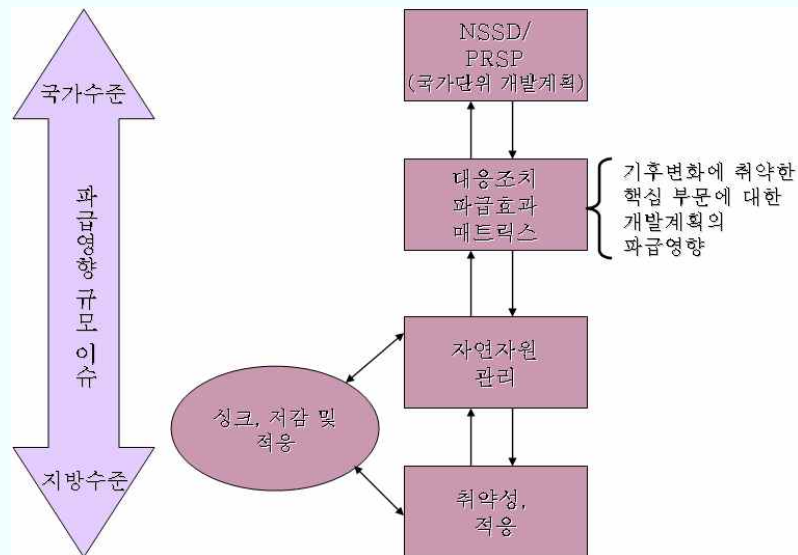 국가수준
파급영향 규모 이슈
지방수준
NSSD/
PRSP
(국가단위 개발계획)
대응조치
파급효과
매트릭스
기후변화에 취약한
핵심 부문에 대한
개발계획의
파급영향
자연자원
관리
싱크, 저감 및
적응
취약성,
적응